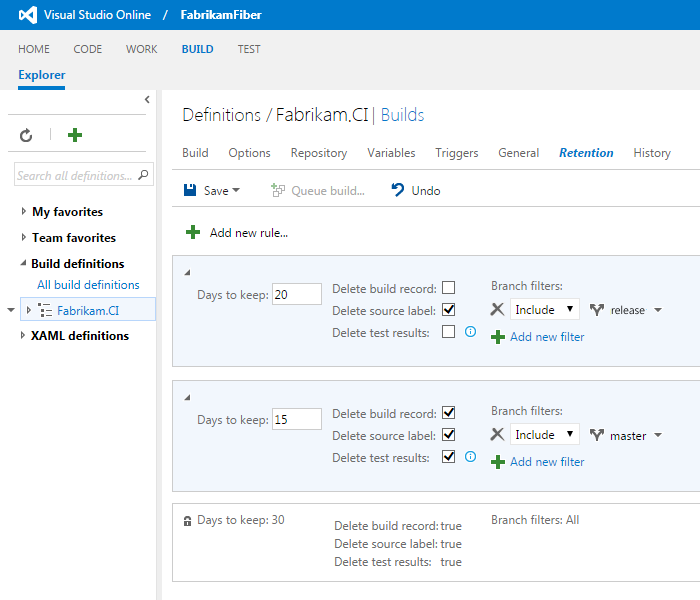 Visual Studio Online / FabrikamFiber
HOME CODE WORK BUILD TEST
Explorer
Search all definitions...
My favorites
Team favorites
Build definitions
All build definitions
Fabrikam.CI
XAML definitions
Definitions / Fabrikam.CI | Builds
Build Options Repository Variables Triggers General Retention History
Save Queue build... Undo
Add new rule...
Days to keep: 20
Delete build record:
Delete source label:
Delete test results:
Branch filters:
Include release
Add new filter
Days to keep: 15
Delete build record:
Delete source label:
Delete test results:
Branch filters:
Include master
Add new filter
Days to keep: 30
Delete build record: true
Delete source label: true
Delete test results: true
Branch filters: All